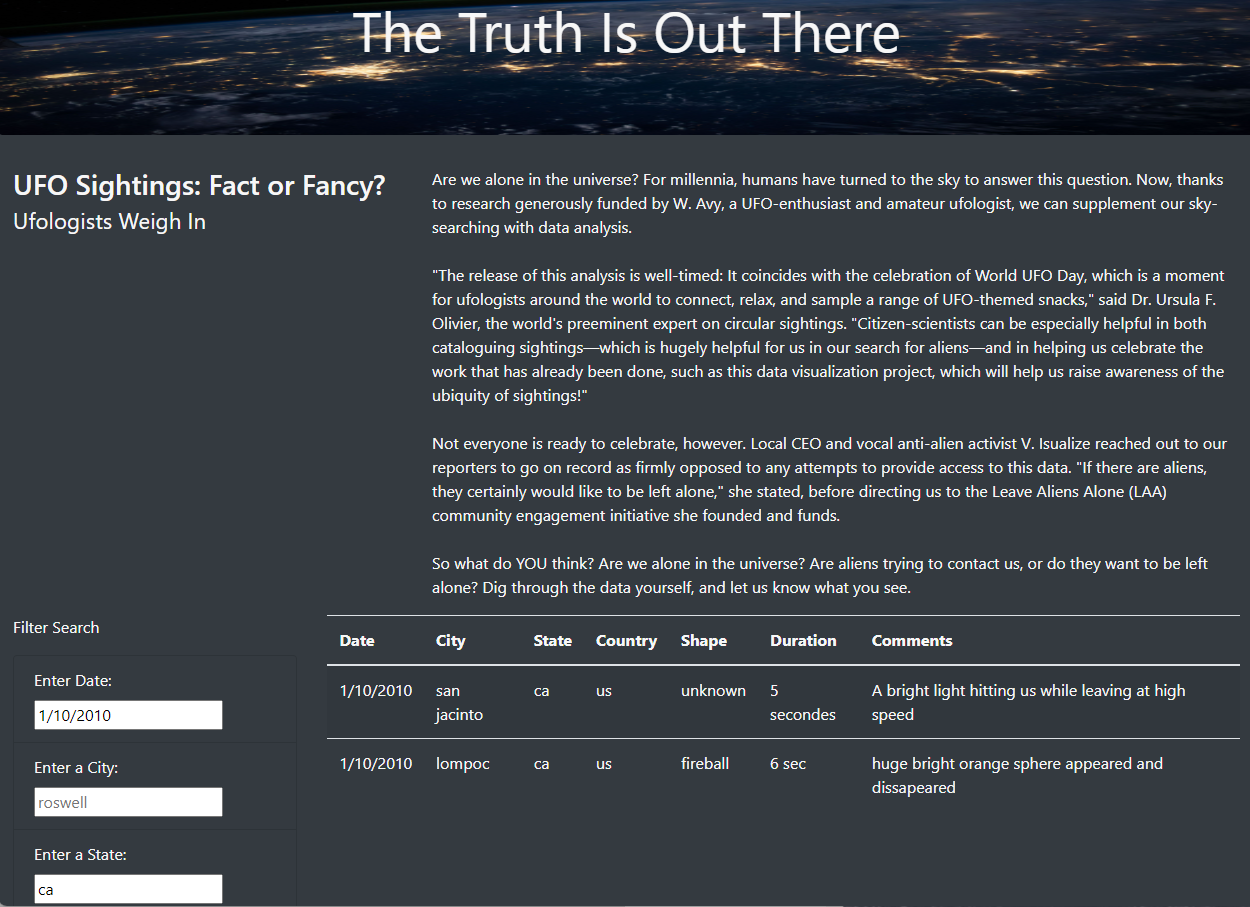 The Truth Is Out There
UFO Sightings: Fact or Fancy?
Ufologists Weigh In
Are we alone in the universe? For millennia, humans have turned to the sky to answer this question. Now, thanks
to research generously funded by W. Avy, a UFO-enthusiast and amateur ufologist, we can supplement our sky-
searching with data analysis.
"The release of this analysis is well-timed: It coincides with the celebration of World UFO Day, which is a moment
for ufologists around the world to connect, relax, and sample a range of UFO-themed snacks," said Dr. Ursula F.
Olivier, the world's preeminent expert on circular sightings. "Citizen-scientists can be especially helpful in both
cataloguing sightings—which is hugely helpful for us in our search for aliens—and in helping us celebrate the
work that has already been done, such as this data visualization project, which will help us raise awareness of the
ubiquity of sightings!"
Not everyone is ready to celebrate, however. Local CEO and vocal anti-alien activist V. Isualize reached out to our
reporters to go on record as firmly opposed to any attempts to provide access to this data. "If there are aliens,
they certainly would like to be left alone," she stated, before directing us to the Leave Aliens Alone (LAA)
community engagement initiative she founded and funds.
So what do YOU think? Are we alone in the universe? Are aliens trying to contact us, or do they want to be left
alone? Dig through the data yourself, and let us know what you see.
Filter Search
Enter Date:
1/10/2010
Enter a City:
roswell
Enter a State:
ca
Date City State Country Shape Duration Comments
1/10/2010 san ca us unknown 5 A bright light hitting us while leaving at high
jacinto secondes speed
1/10/2010 lompoc ca us fireball 6 sec huge bright orange sphere appeared and
dissapeared